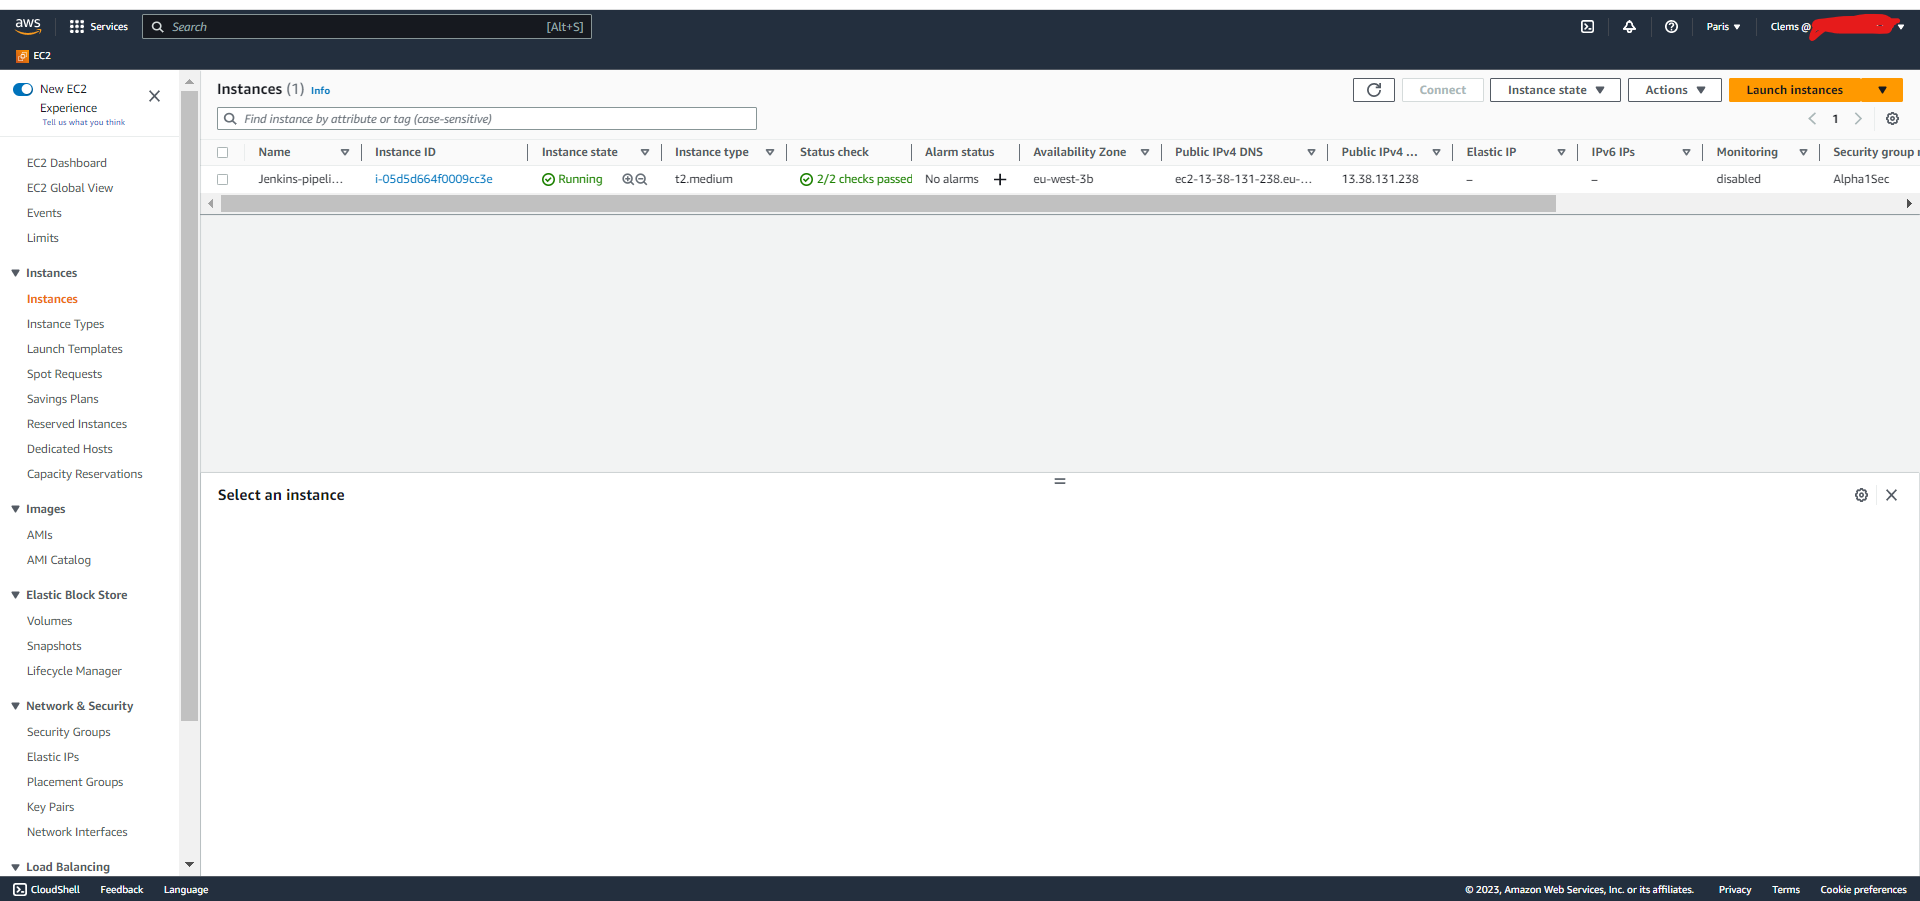 aws
Services
Search
[Alt+S]
Paris
Clems @
EC2
New EC2
Experience
Tell us what you think
EC2 Dashboard
EC2 Global View
Events
Limits
Instances
Instances
Instance Types
Launch Templates
Spot Requests
Savings Plans
Reserved Instances
Dedicated Hosts
Capacity Reservations
Images
AMIs
AMI Catalog
Elastic Block Store
Volumes
Snapshots
Lifecycle Manager
Network & Security
Security Groups
Elastic IPs
Placement Groups
Key Pairs
Network Interfaces
Load Balancing
Instances (1) Info
Connect
Instance state
Actions
Launch instances
Find instance by attribute or tag (case-sensitive)
1
Name Instance ID Instance state Instance type Status check Alarm status Availability Zone Public IPv4 DNS Public IPv4 ... Elastic IP IPv6 IPs Monitoring Security group
Jenkins-pipeli... i-05d5d664f0009cc3e Running t2.medium 2/2 checks passed No alarms + eu-west-3b ec2-13-38-131-238.eu-... 13.38.131.238 – – disabled Alpha1Sec
Select an instance
CloudShell Feedback Language
© 2023, Amazon Web Services, Inc. or its affiliates. Privacy Terms Cookie preferences